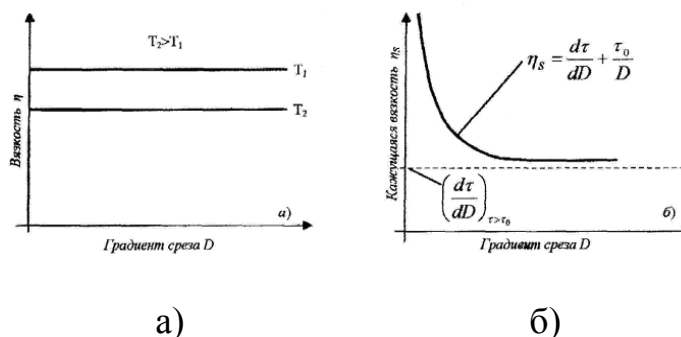 T₂>T₁
T₁
T₂
Вязкость η
Градиент среза D
а)
Кажущаяся вязкость ηₛ
ηₛ = dτ/dD + τ₀/D
(dτ/dD)τ>τ₀
Градиент среза D
б)
а)
б)